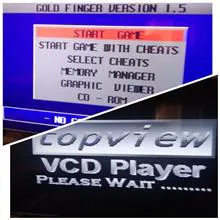 GOLD FINGER VERSION 1.5
START GAME
START GAME WITH CHEATS
SELECT CHEATS
MEMORY MANAGER
GRAPHIC VIEWER
CD - ROM
- NO
topview
VCD Player
PLEASE WAIT .........